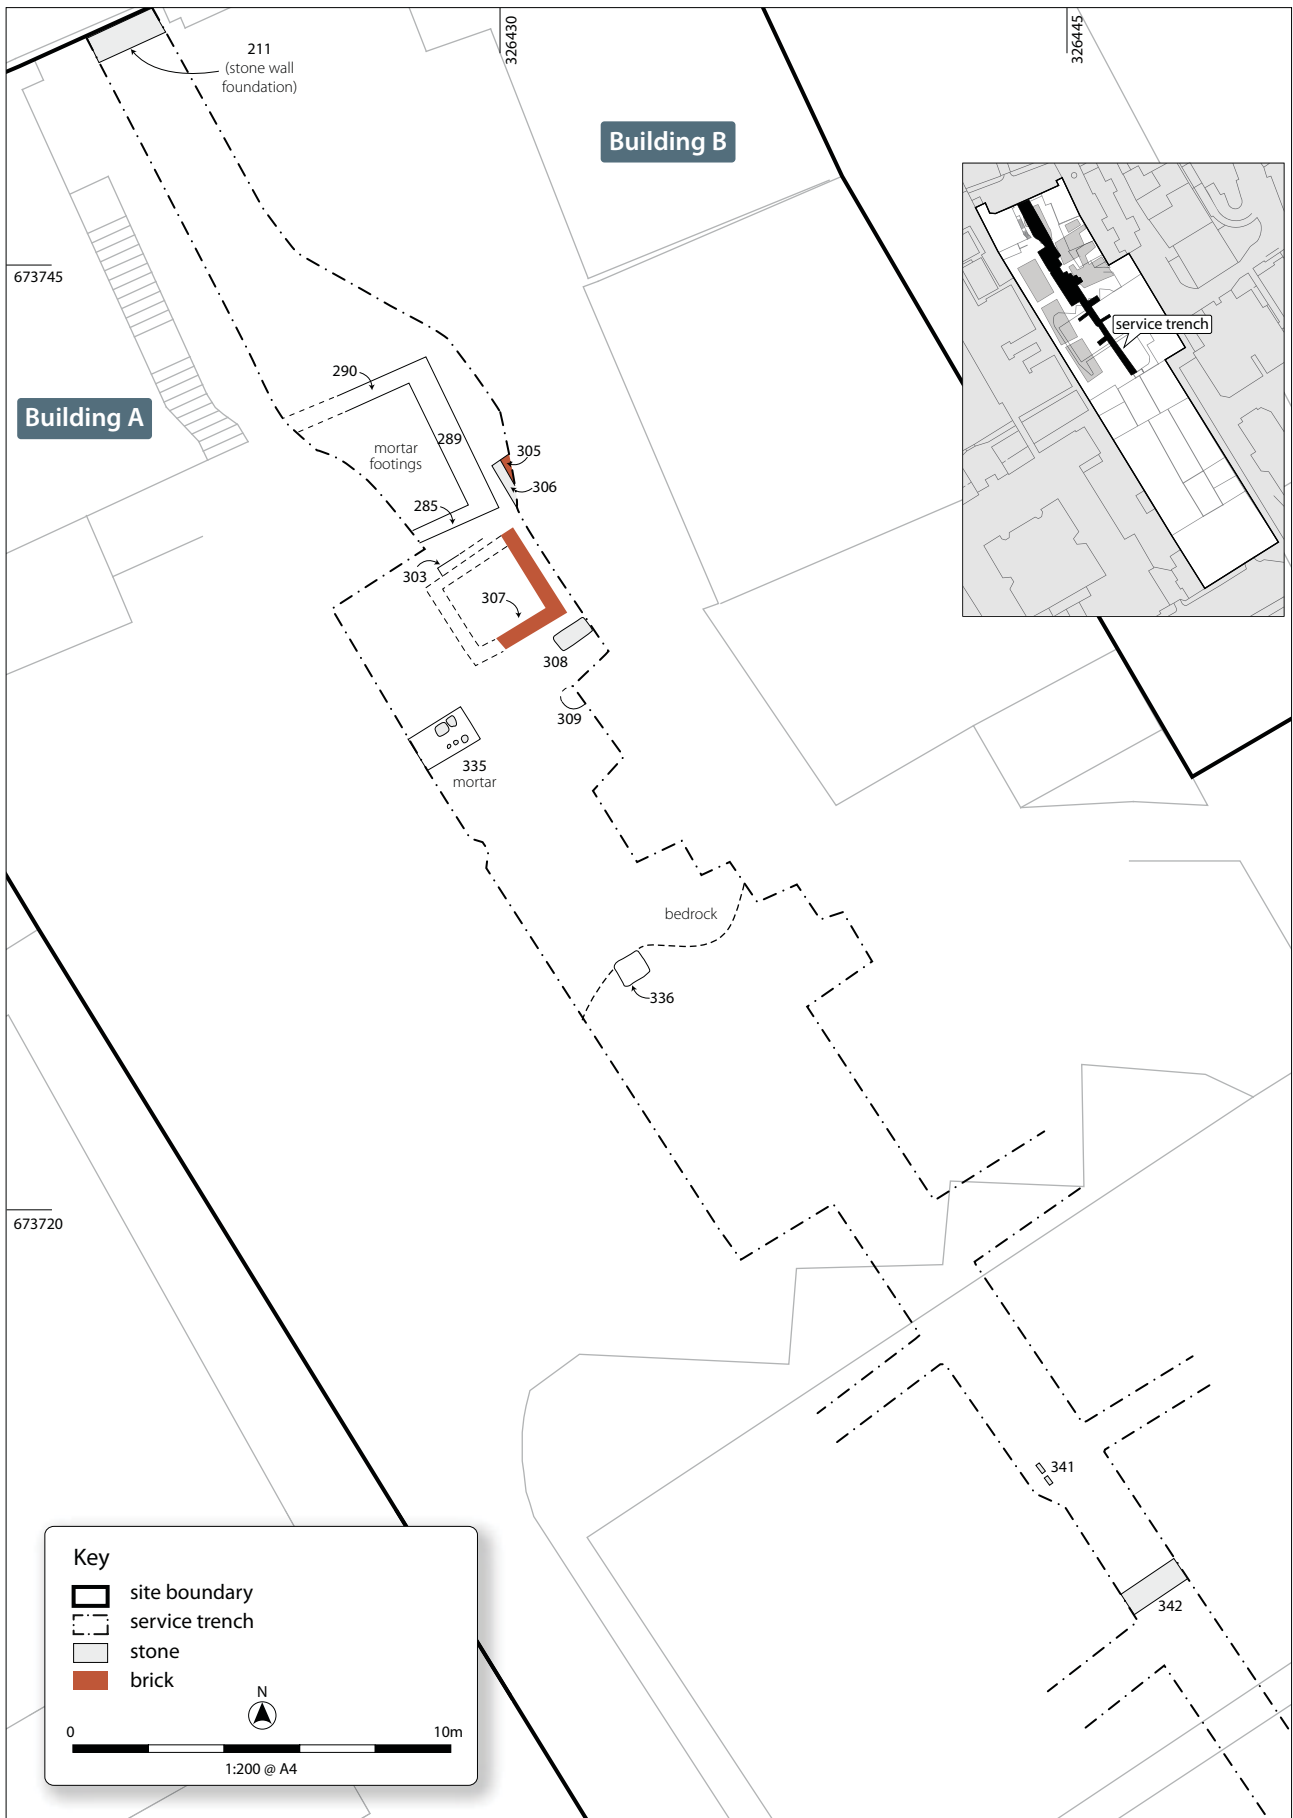 326430
326445
211
(stone wall
foundation)
Building B
673745
service trench
290
Building A
289
mortar
footings
305
306
285
303
307
308
309
335
mortar
bedrock
336
673720
341
342
Key
site boundary
service trench
stone
brick
N
0
10m
1:200 @ A4